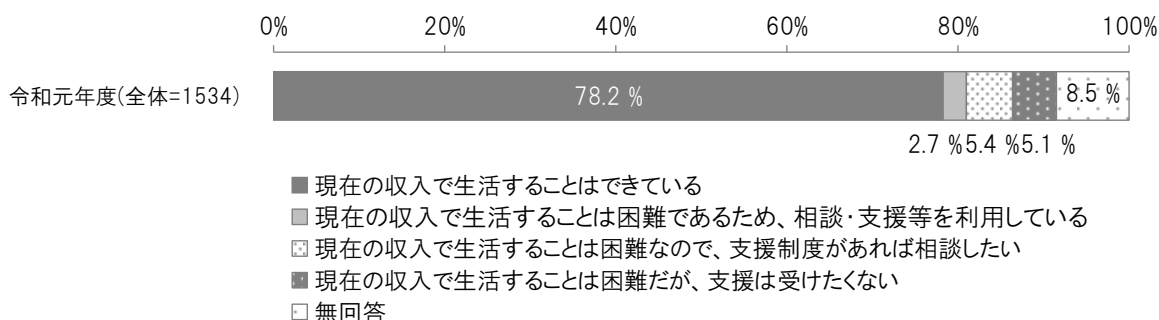 0% 20% 40% 60% 80% 100%
令和元年度(全体=1534) 78.2 % 8.5 %
2.7 % 5.4 % 5.1 %
現在の収入で生活することはできている
現在の収入で生活することは困難であるため、相談・支援等を利用している
現在の収入で生活することは困難なので、支援制度があれば相談したい
現在の収入で生活することは困難だが、支援は受けたくない
無回答